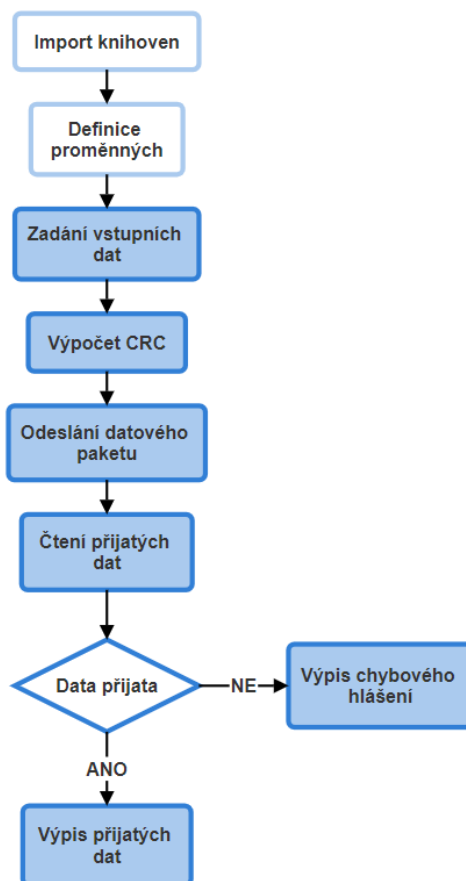 Import knihoven
Definice
proměnných
Zadání vstupních
dat
Výpočet CRC
Odeslání datového
paketu
Čtení přijatých
dat
Data přijata
NE
Výpis chybového
hlášení
ANO
Výpis přijatých
dat